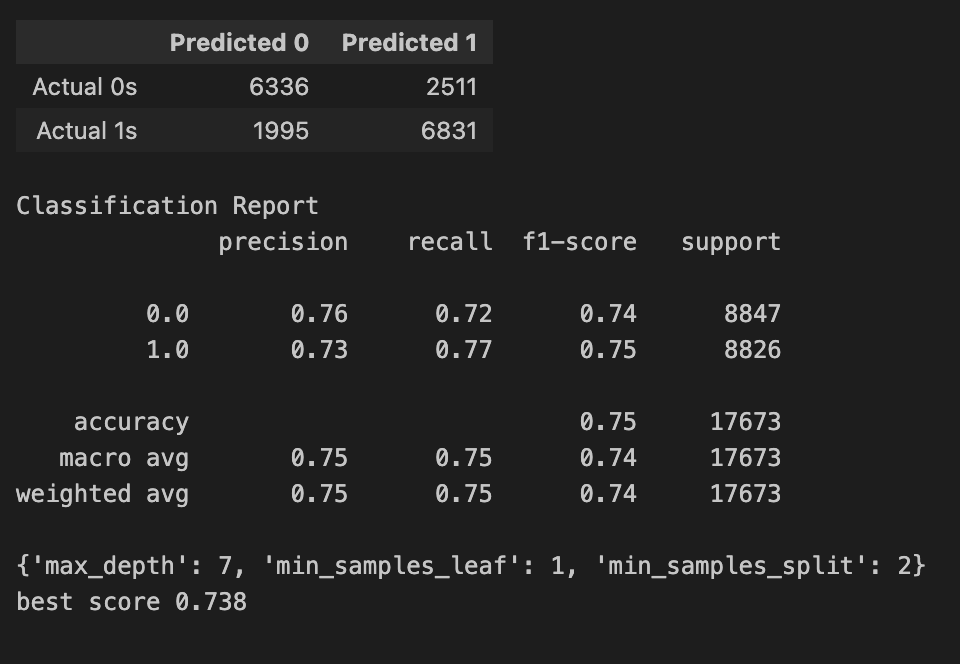 Predicted 0 Predicted 1
Actual 0s 6336 2511
Actual 1s 1995 6831
Classification Report
precision recall f1-score support
0.0 0.76 0.72 0.74 8847
1.0 0.73 0.77 0.75 8826
accuracy 0.75 17673
macro avg 0.75 0.75 0.74 17673
weighted avg 0.75 0.75 0.74 17673
{'max_depth': 7, 'min_samples_leaf': 1, 'min_samples_split': 2}
best score 0.738